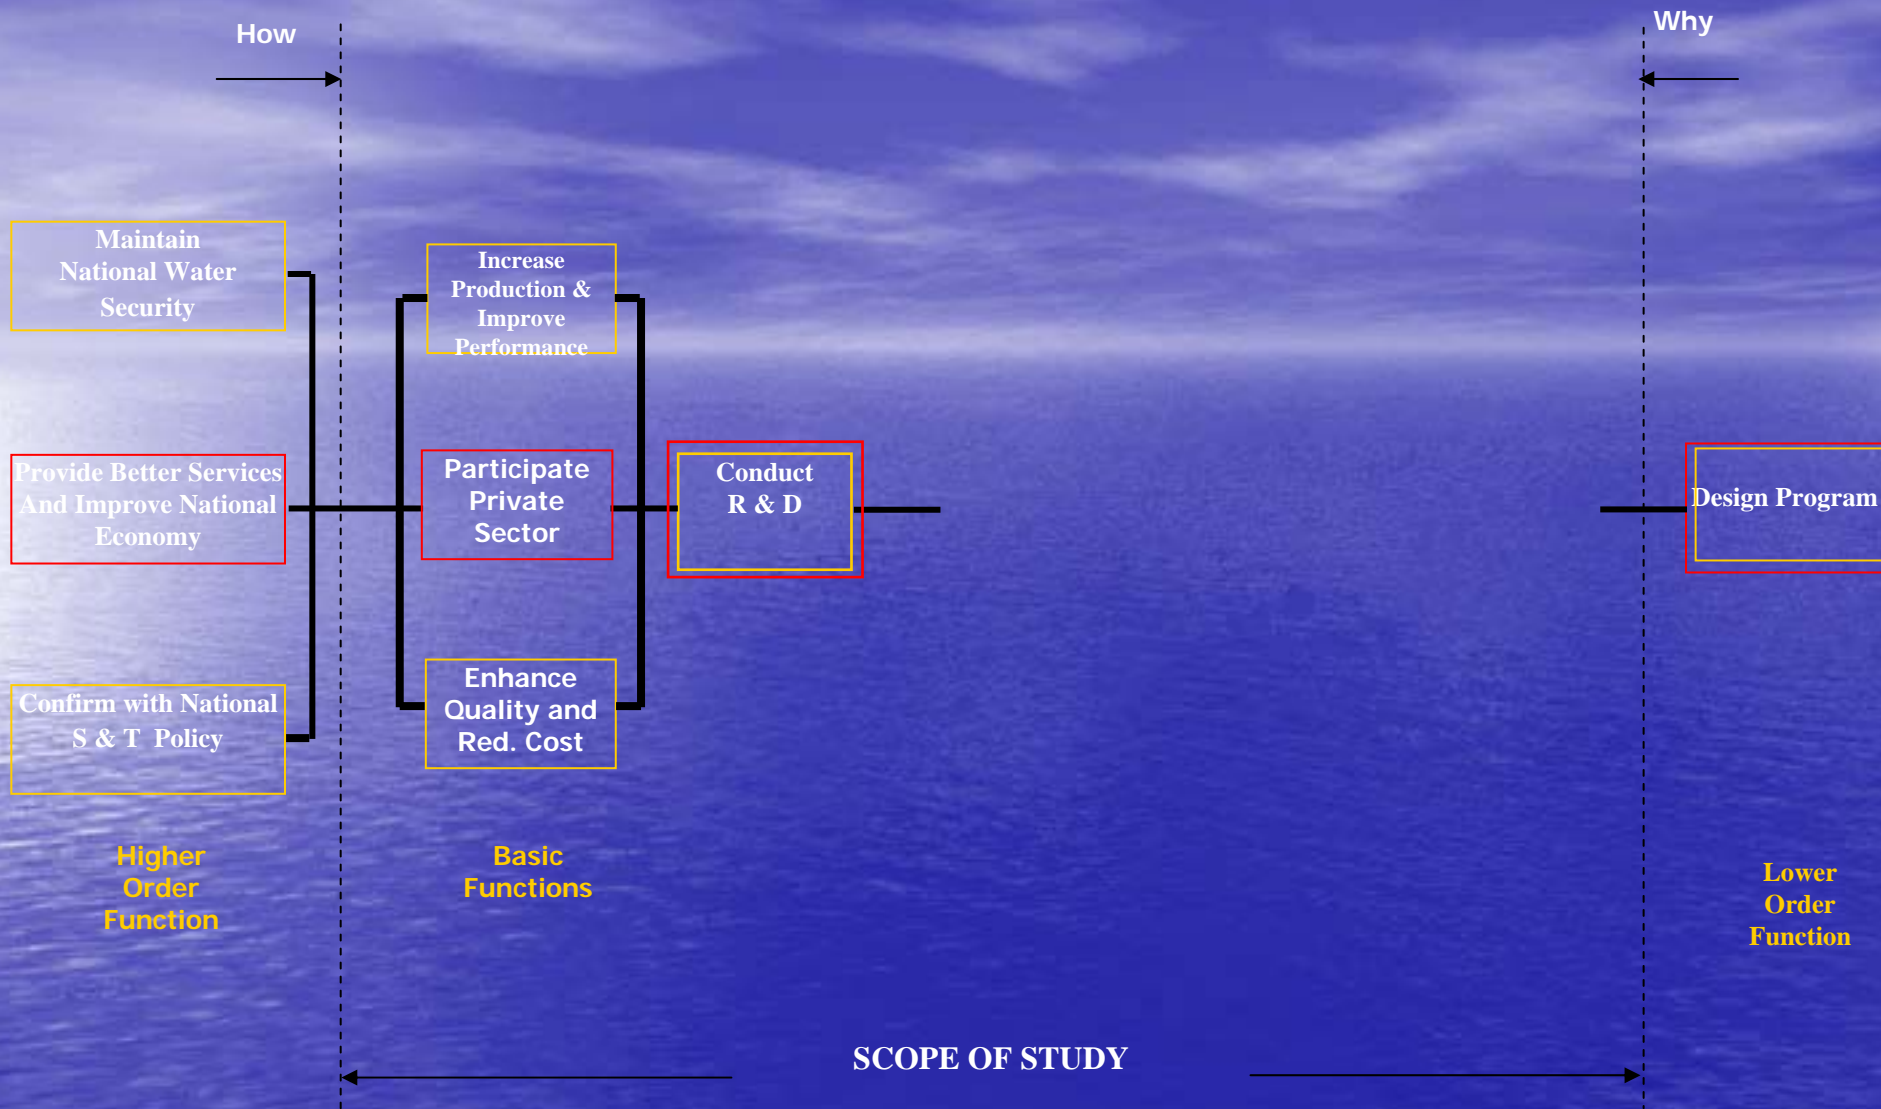 How
Why
Maintain
National Water
Security
Increase
Production &
Improve
Performance
Provide Better Services
And Improve National
Economy
Participate
Private
Sector
Conduct
R & D
Design Program
Confirm with National
S & T Policy
Enhance
Quality and
Red. Cost
Higher
Order
Function
Basic
Functions
Lower
Order
Function
SCOPE OF STUDY